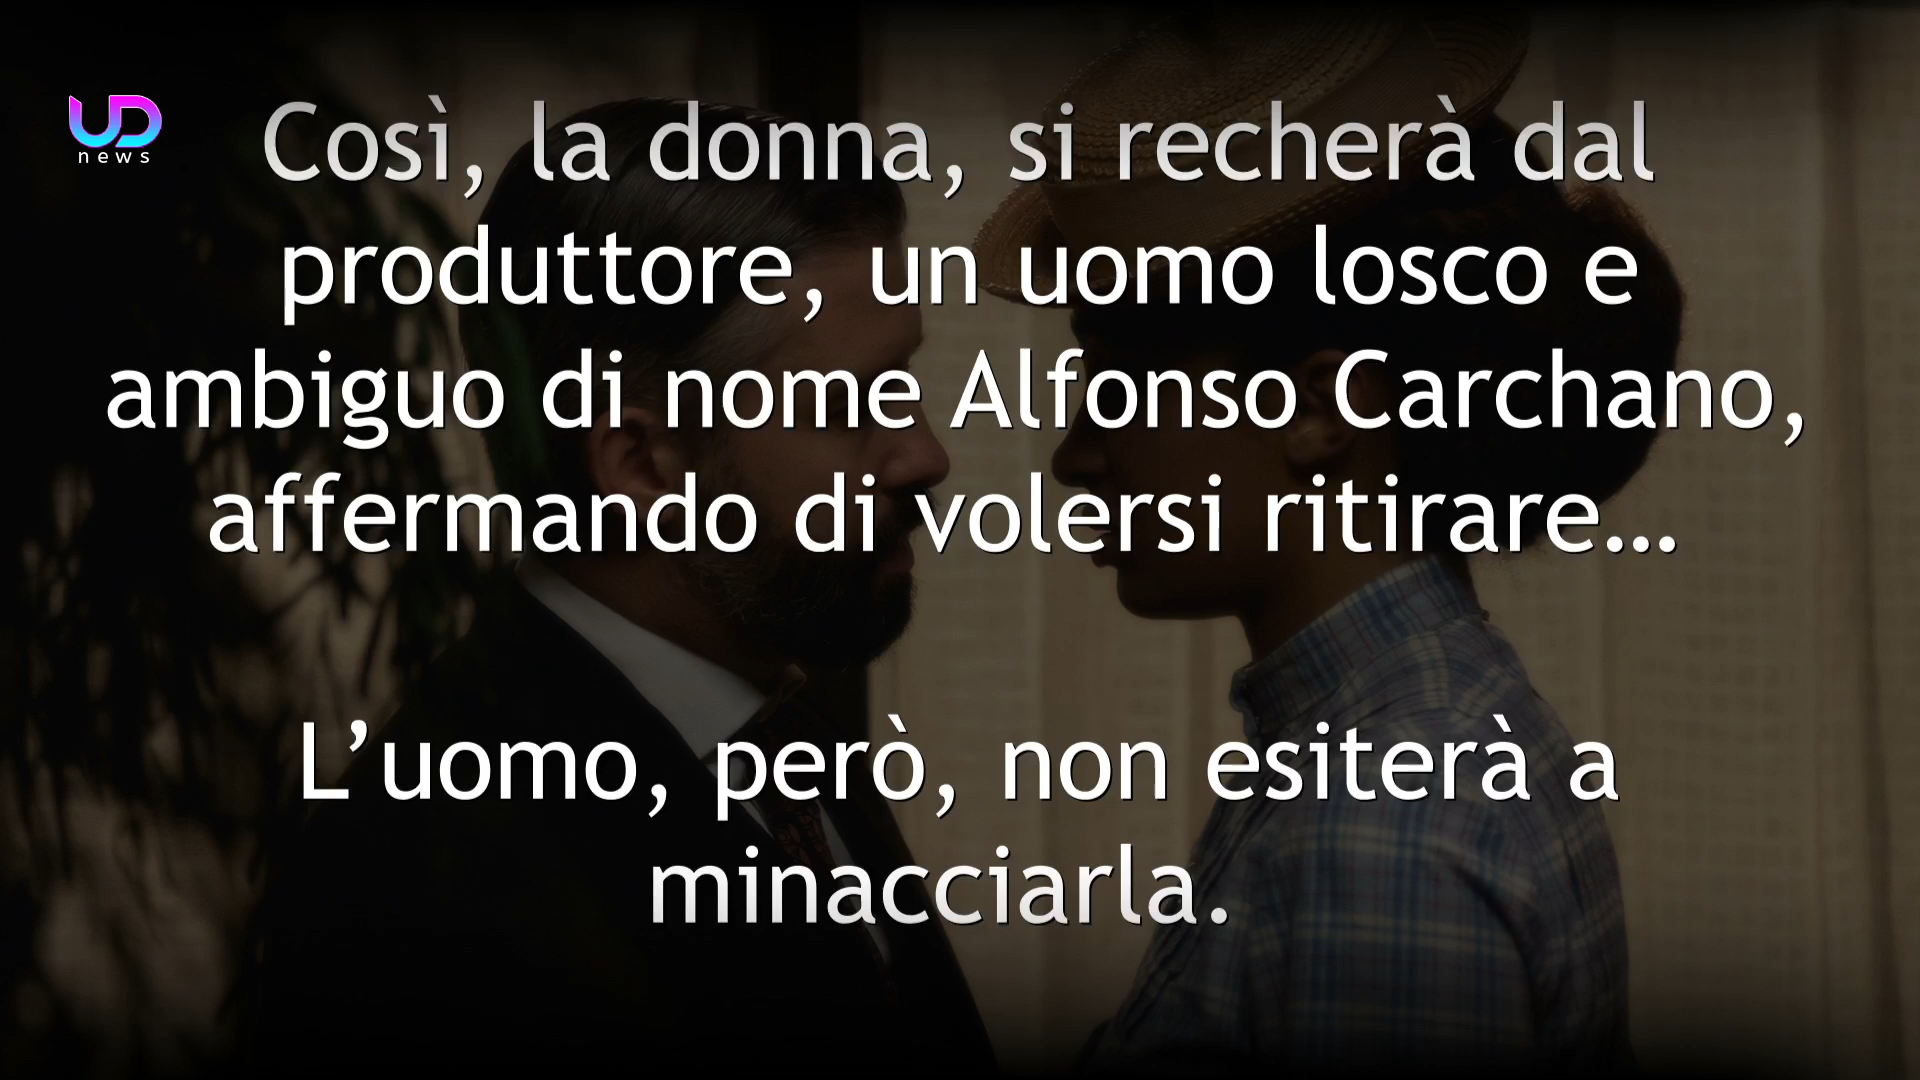 UD
news
Così, la donna, si recherà dal
produttore, un uomo losco e
ambiguo di nome Alfonso Carchano,
affermando di volersi ritirare…
L’uomo, però, non esiterà a
minacciarla.